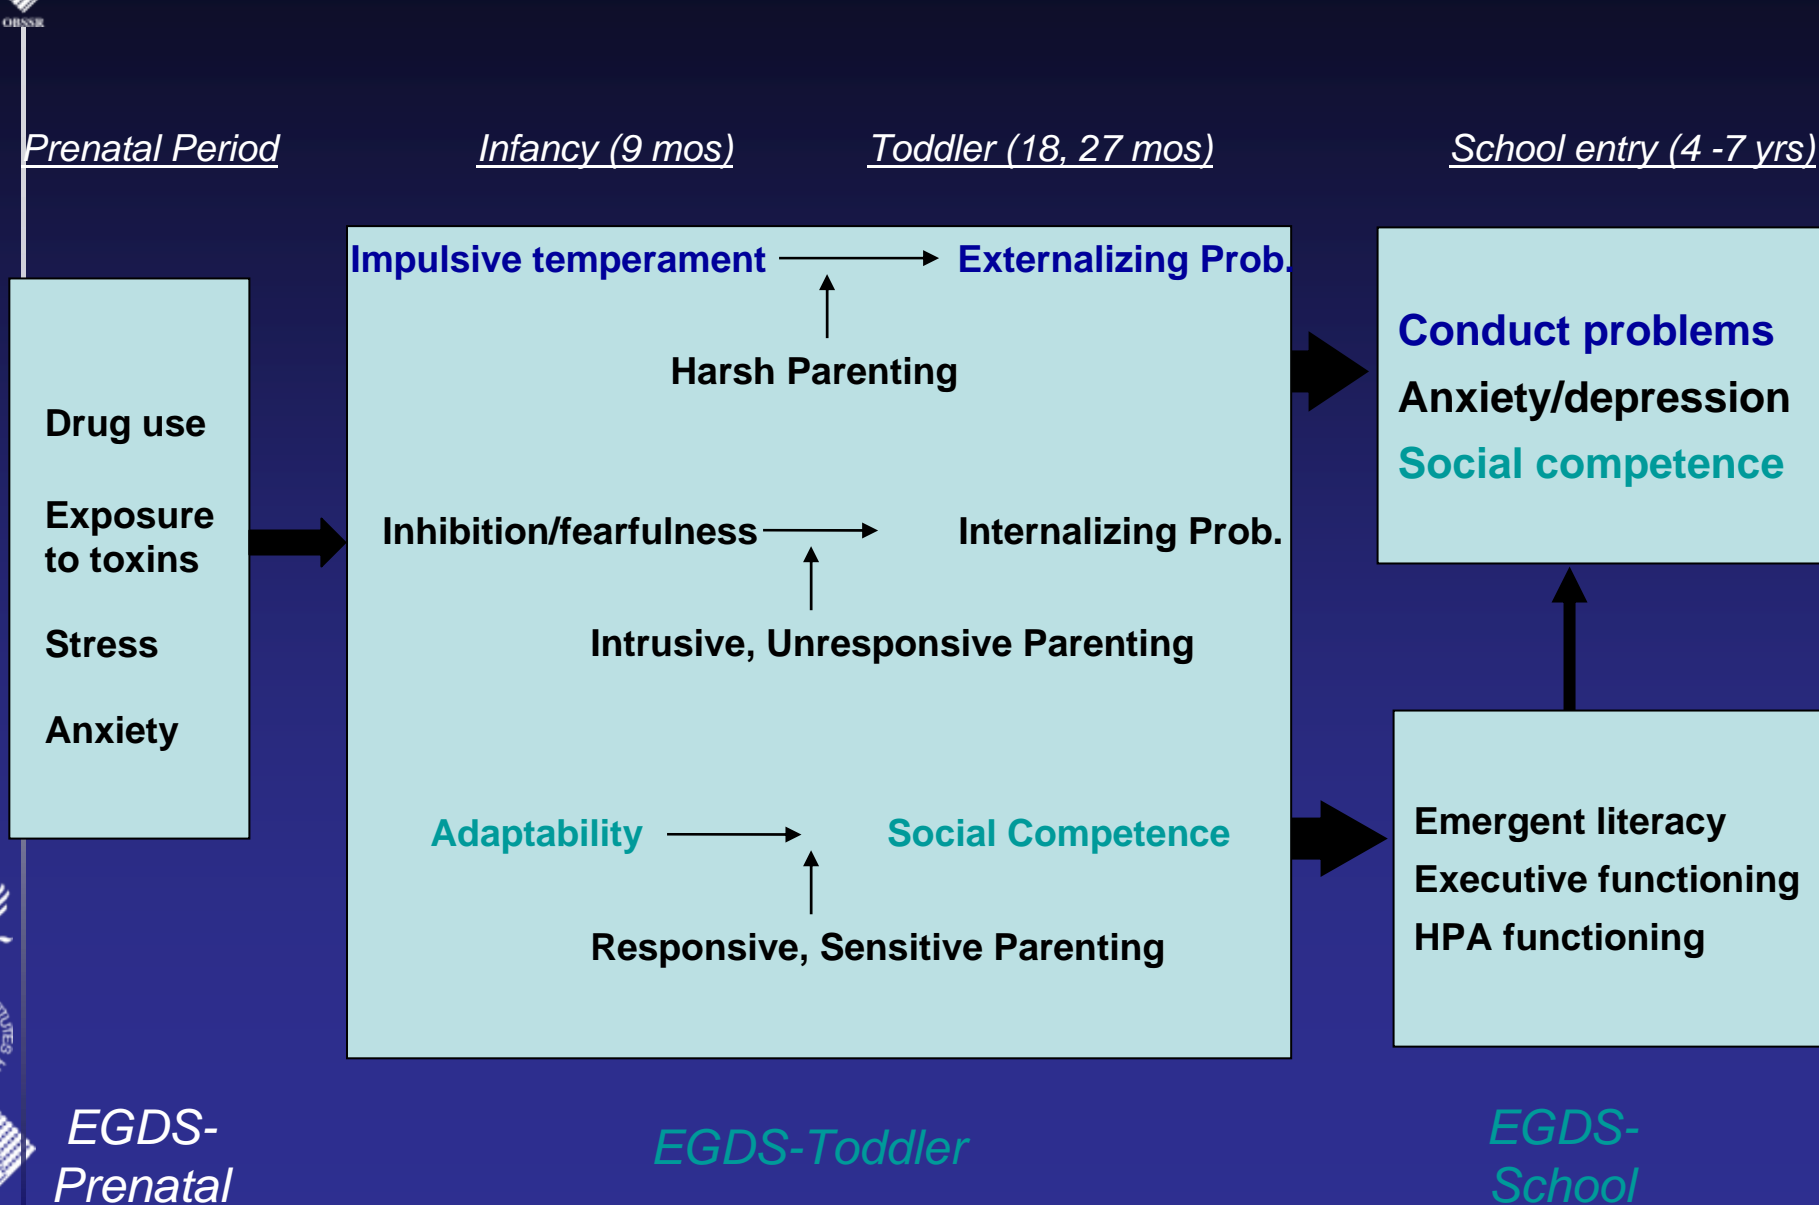 OBSSR
Prenatal Period
Infancy (9 mos)
Toddler (18, 27 mos)
School entry (4 -7 yrs)
Drug use
Exposure
to toxins
Stress
Anxiety
Impulsive temperament
Externalizing Prob.
Harsh Parenting
Inhibition/fearfulness
Internalizing Prob.
Intrusive, Unresponsive Parenting
Adaptability
Social Competence
Responsive, Sensitive Parenting
Conduct problems
Anxiety/depression
Social competence
Emergent literacy
Executive functioning
HPA functioning
EGDS-
Prenatal
EGDS-Toddler
EGDS-
School